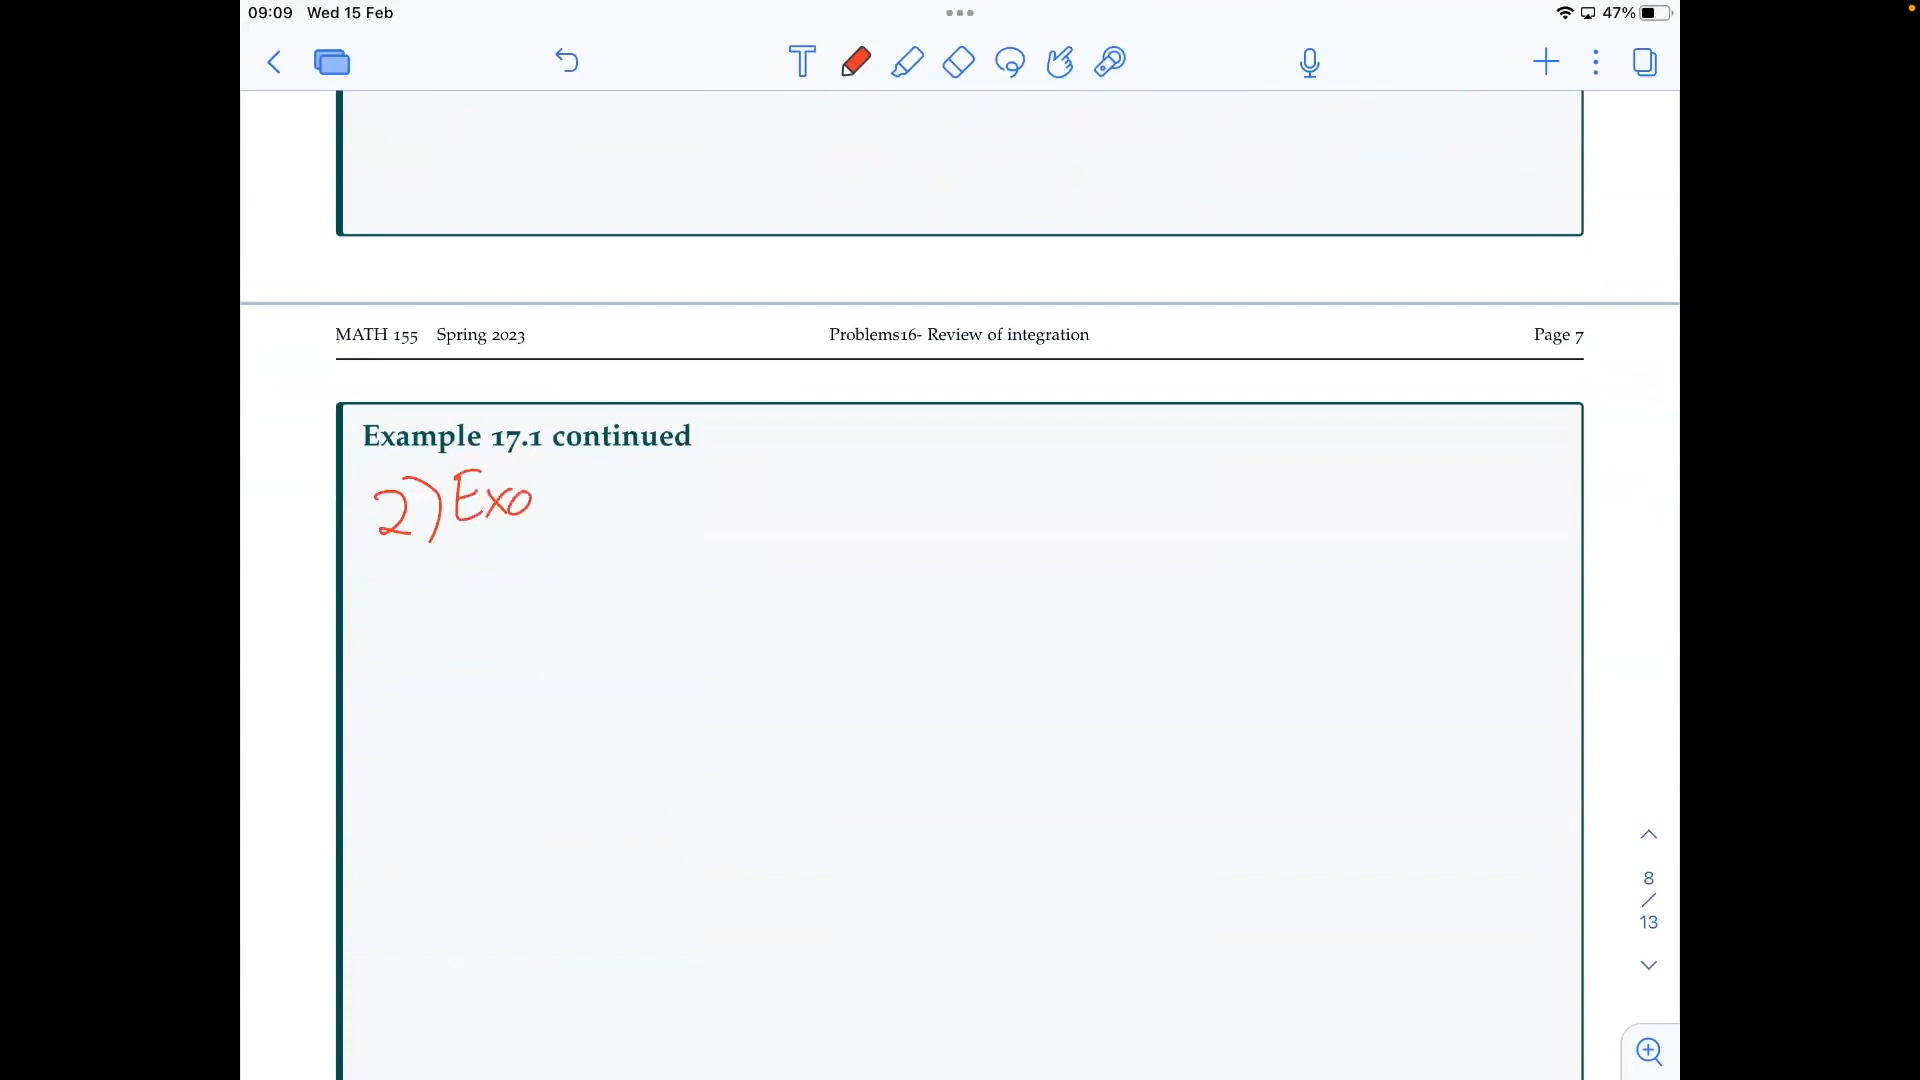 09:09 Wed 15 Feb
47%
MATH 155 Spring 2023 Problems16- Review of integration Page 7
Example 17.1 continued
2) Exo
8
/
13